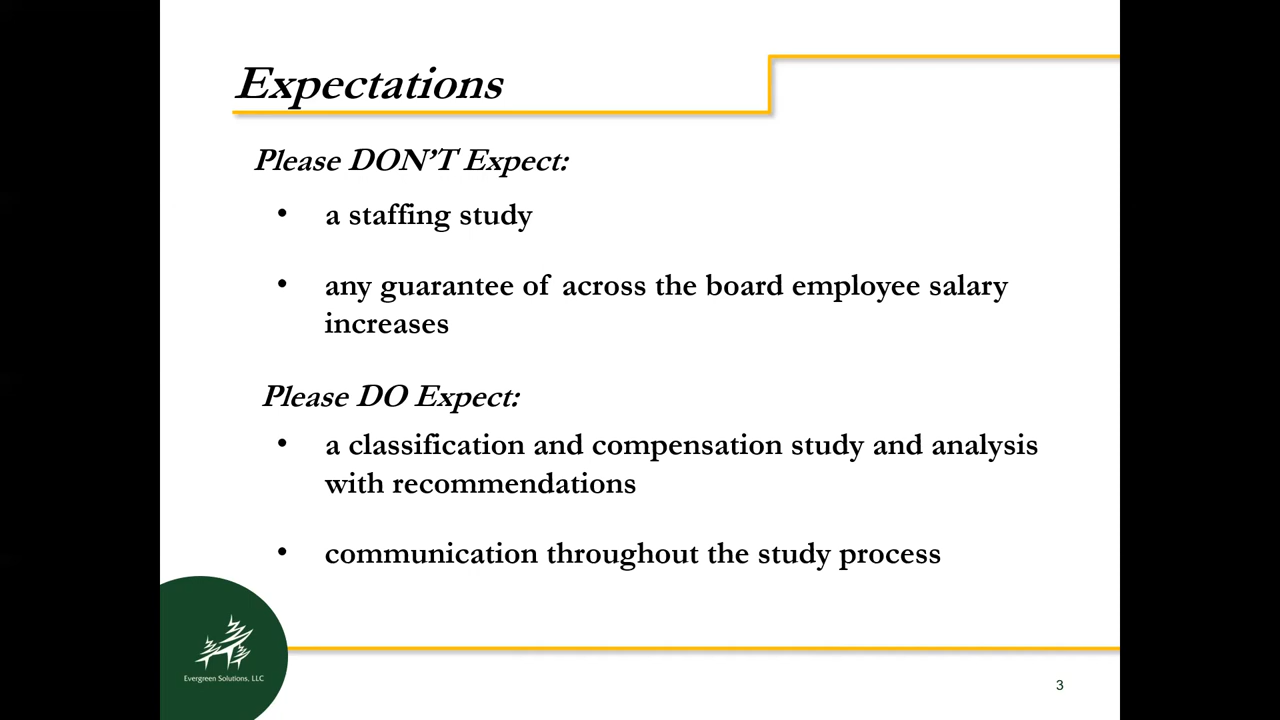 Expectations
Please DON’T Expect:
• a staffing study
• any guarantee of across the board employee salary
increases
Please DO Expect:
• a classification and compensation study and analysis
with recommendations
• communication throughout the study process
Evergreen Solutions, LLC
3